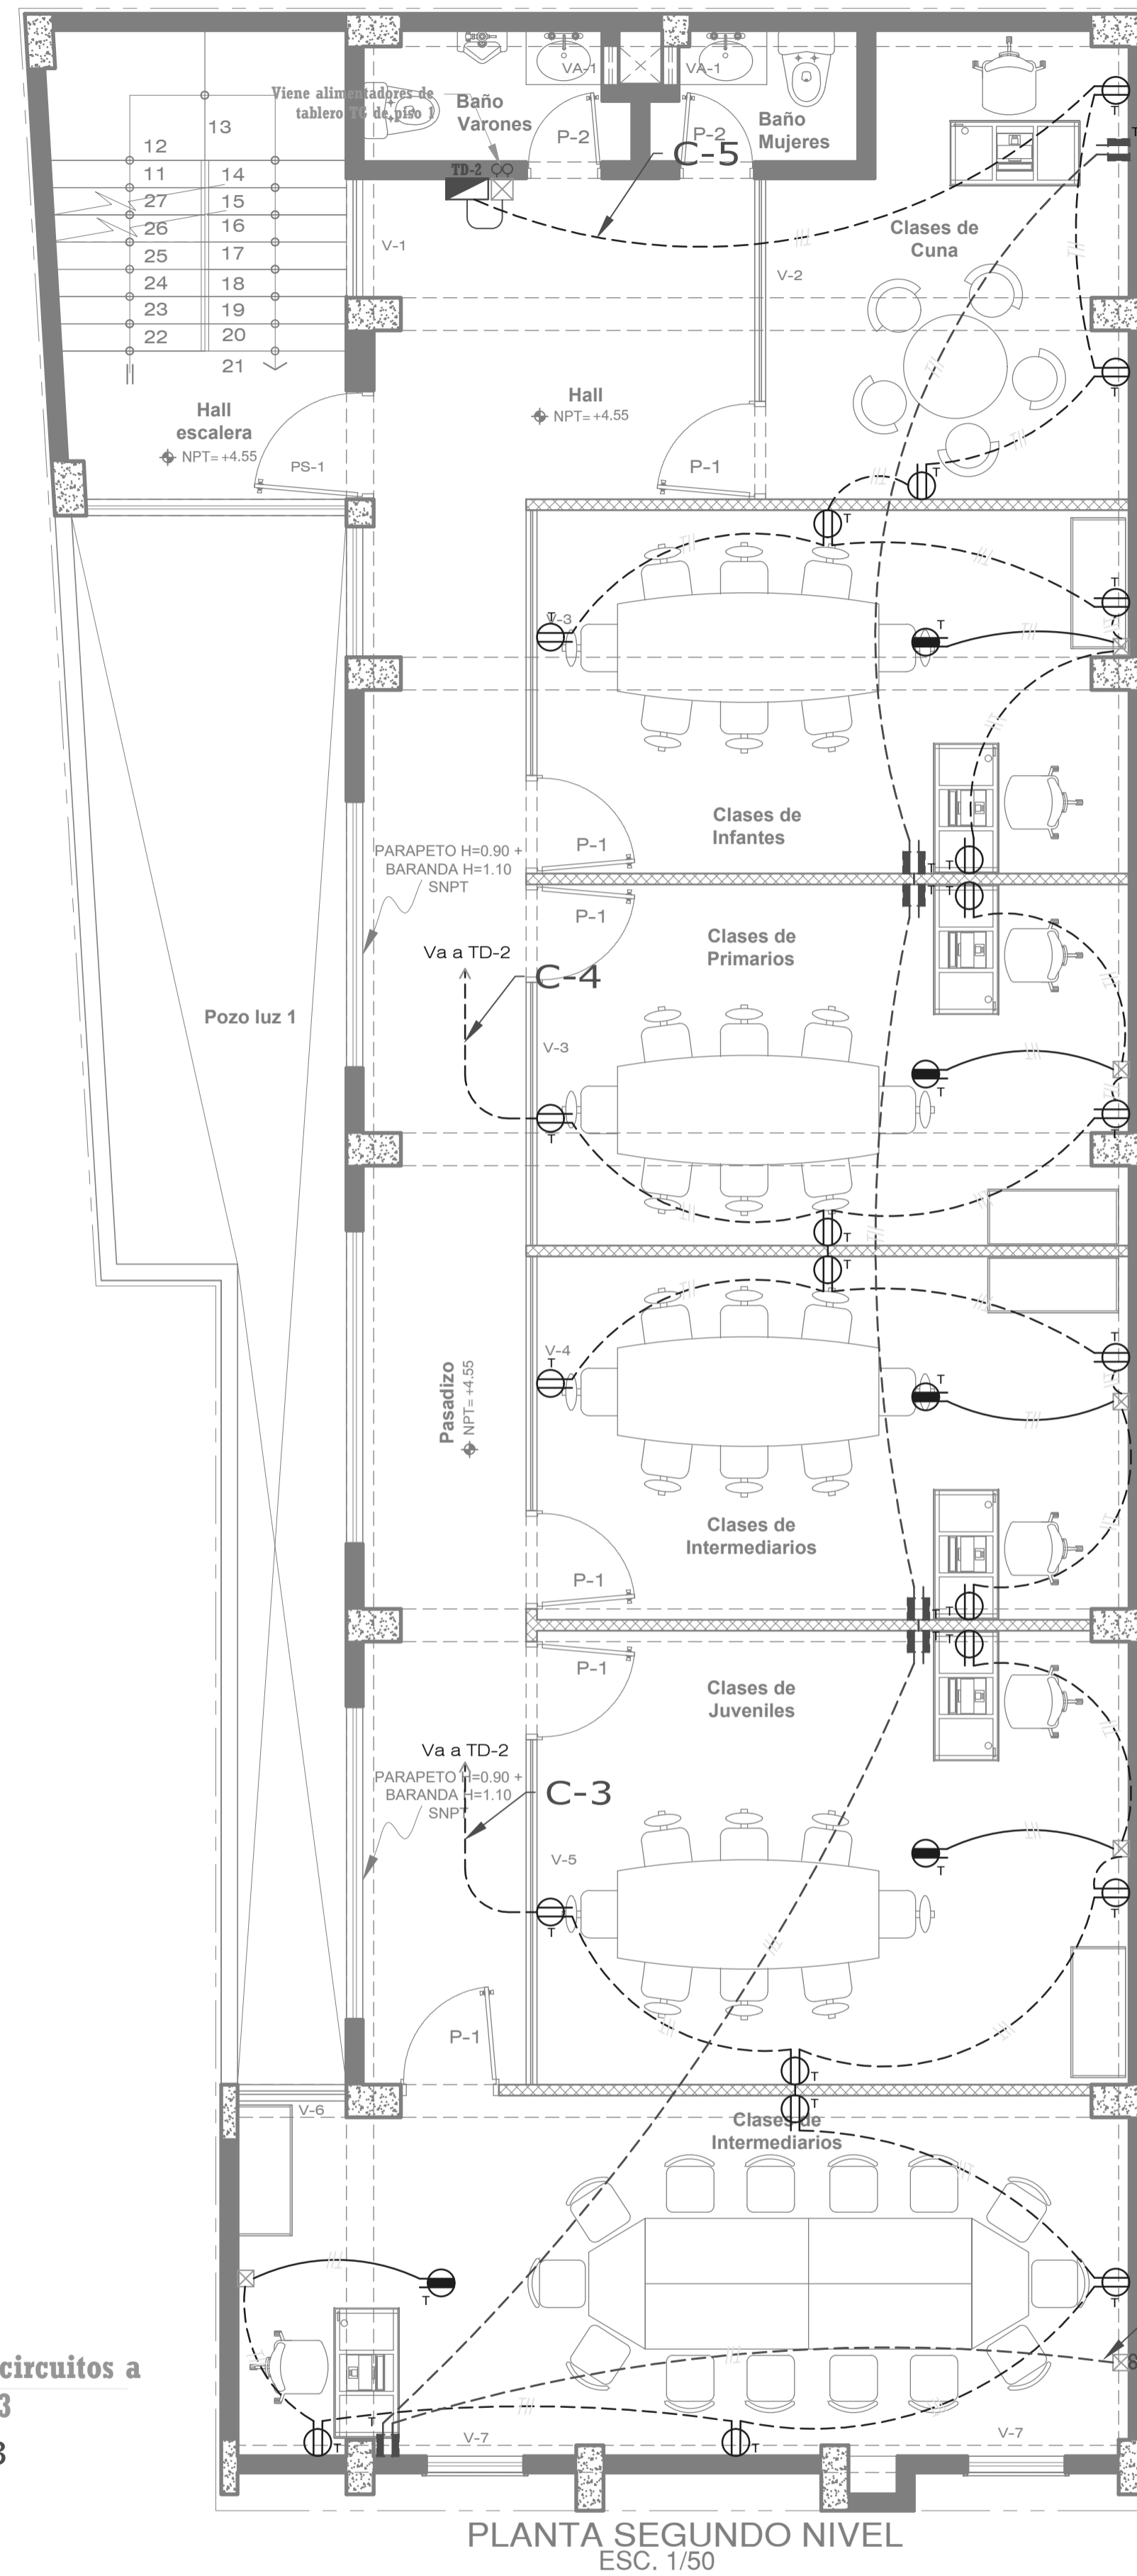 VA-1
VA-1
Viene alimentadores de
tablero TG de piso 1
Baño
Varones
P-2
P-2
Baño
Mujeres
C-5
TD-2
T
T
13
12
11
14
27
15
26
16
25
17
24
18
23
19
22
20
21
V-1
V-2
Clases de
Cuna
Hall
escalera
NPT= +4.55
PS-1
Hall
NPT= +4.55
P-1
T
T
T
T
V-3
T
T
Clases de
Infantes
P-1
PARAPETO H=0.90 +
BARANDA H=1.10
SNPT
T
T
T
T
P-1
Clases de
Primarios
Va a TD-2
C-4
Pozo luz 1
V-3
T
T
T
T
V-4
T
T
T
Pasadizo
NPT= +4.55
Clases de
Intermediarios
P-1
T
T
T
T
P-1
Clases de
Juveniles
Va a TD-2
PARAPETO H=0.90 +
BARANDA H=1.10
SNPT
C-3
V-5
T
T
T
P-1
T
T
V-6
Clases de
Intermediarios
T
T
circuitos a
3
3
T
T
V-7
T
V-7
8
PLANTA SEGUNDO NIVEL
ESC. 1/50